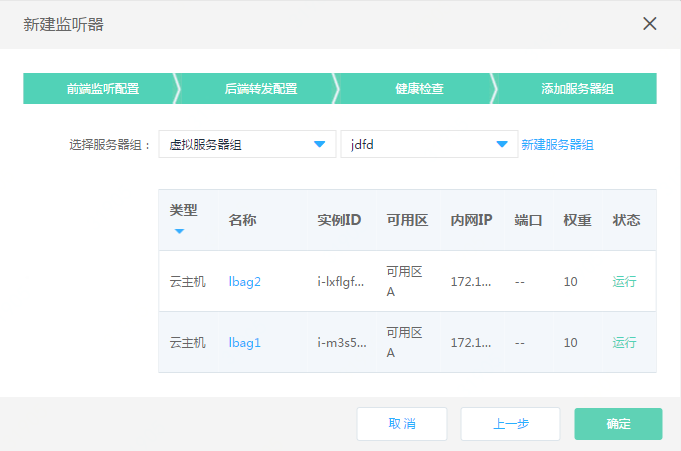 新建监听器
前端监听配置 后端转发配置 健康检查 添加服务器组
选择服务器组： 虚拟服务器组 jdfd 新建服务器组
类型 名称 实例ID 可用区 内网IP 端口 权重 状态
云主机 lbag2 i-lxflgf... 可用区A 172.1... -- 10 运行
云主机 lbag1 i-m3s5... 可用区A 172.1... -- 10 运行
取消 上一步 确定